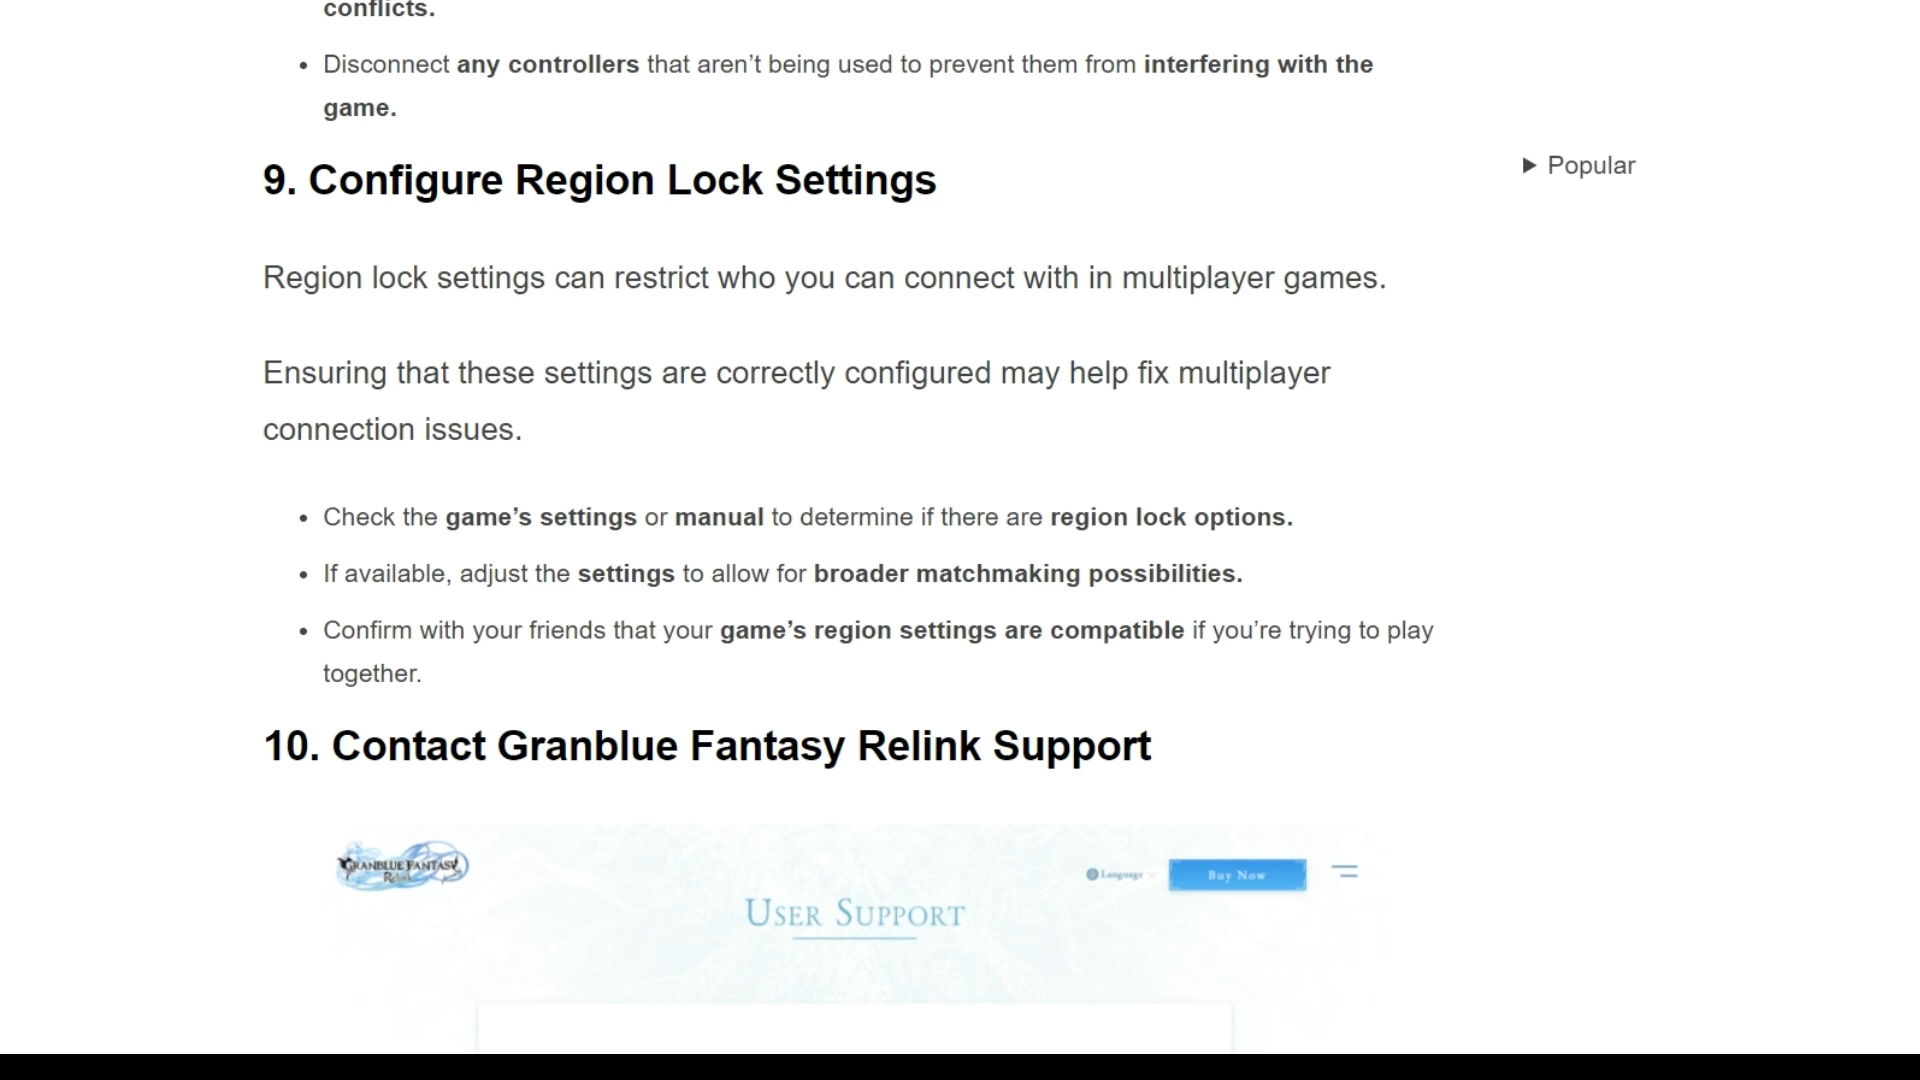 conflicts.
• Disconnect any controllers that aren’t being used to prevent them from interfering with the
game.
9. Configure Region Lock Settings
▶ Popular
Region lock settings can restrict who you can connect with in multiplayer games.
Ensuring that these settings are correctly configured may help fix multiplayer
connection issues.
• Check the game’s settings or manual to determine if there are region lock options.
• If available, adjust the settings to allow for broader matchmaking possibilities.
• Confirm with your friends that your game’s region settings are compatible if you’re trying to play
together.
10. Contact Granblue Fantasy Relink Support
GRANBLUE FANTASY
Relink
Language
Buy Now
USER SUPPORT